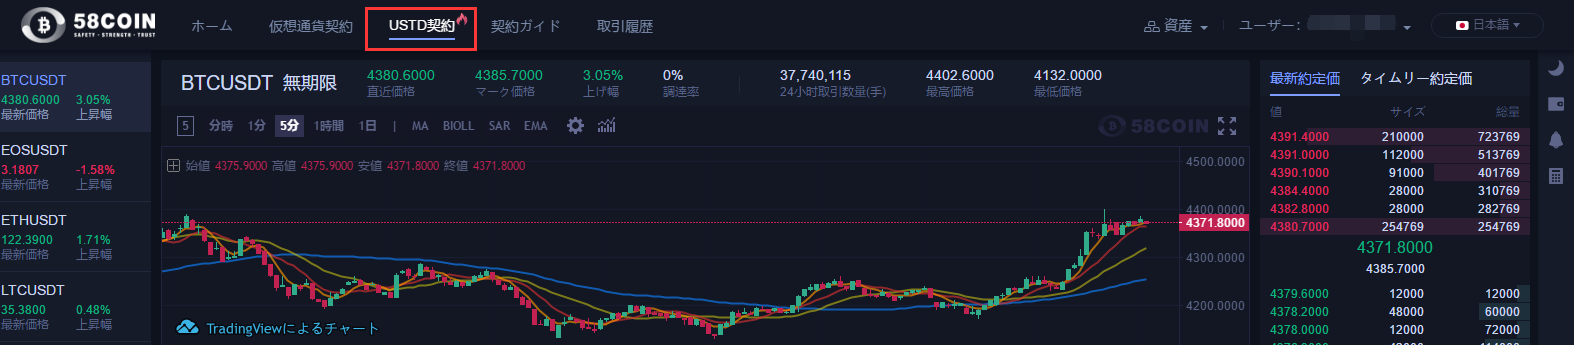 58COIN
SAFETY · STRENGTH · TRUST
ホーム
仮想通貨契約
USTD契約
契約ガイド
取引履歴
資産
ユーザー：
日本語
BTCUSDT
4380.6000 3.05%
最新価格 上昇幅
EOSUSDT
3.1807 -1.58%
最新価格 上昇幅
ETHUSDT
122.3900 1.71%
最新価格 上昇幅
LTCUSDT
35.3800 0.48%
最新価格 上昇幅
BTCUSDT 無期限
4380.6000 4385.7000 3.05% 0% 37,740,115 4402.6000 4132.0000
直近価格 マーク価格 上げ幅 調達率 24小时取引数量(手) 最高価格 最低価格
5 分時 1分 5分 1時間 1日 | MA BIOLL SAR EMA
58COIN
始値 4375.9000 高値 4375.9000 安値 4371.8000 終値 4371.8000
4500.0000
4400.0000
4371.8000
4300.0000
4200.0000
TradingViewによるチャート
最新約定価 タイムリー約定価
値 サイズ 総量
4391.4000 210000 723769
4391.0000 112000 513769
4390.1000 91000 401769
4384.4000 28000 310769
4382.8000 28000 282769
4380.7000 254769 254769
4371.8000
4385.7000
4379.6000 12000 12000
4378.2000 48000 60000
4378.0000 12000 72000